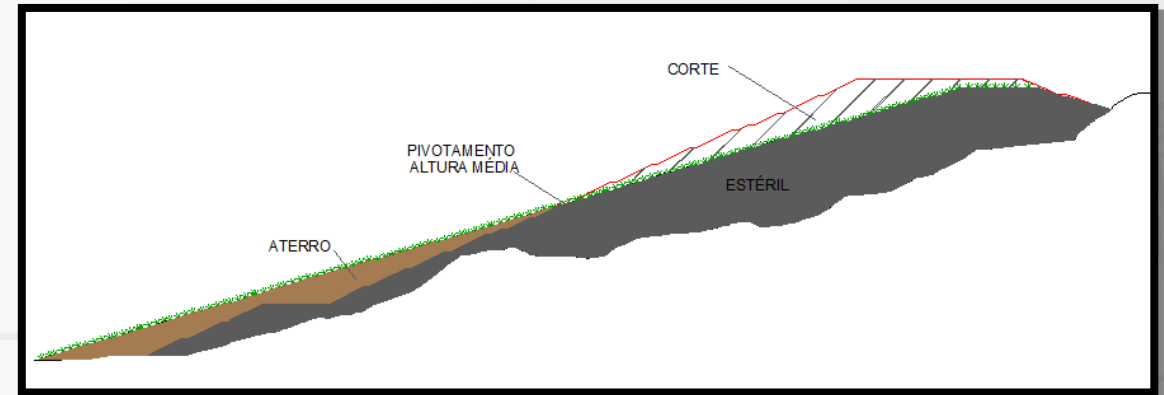 CORTE
PIVOTAMENTO
ALTURA MÉDIA
ESTÉRIL
ATERRO